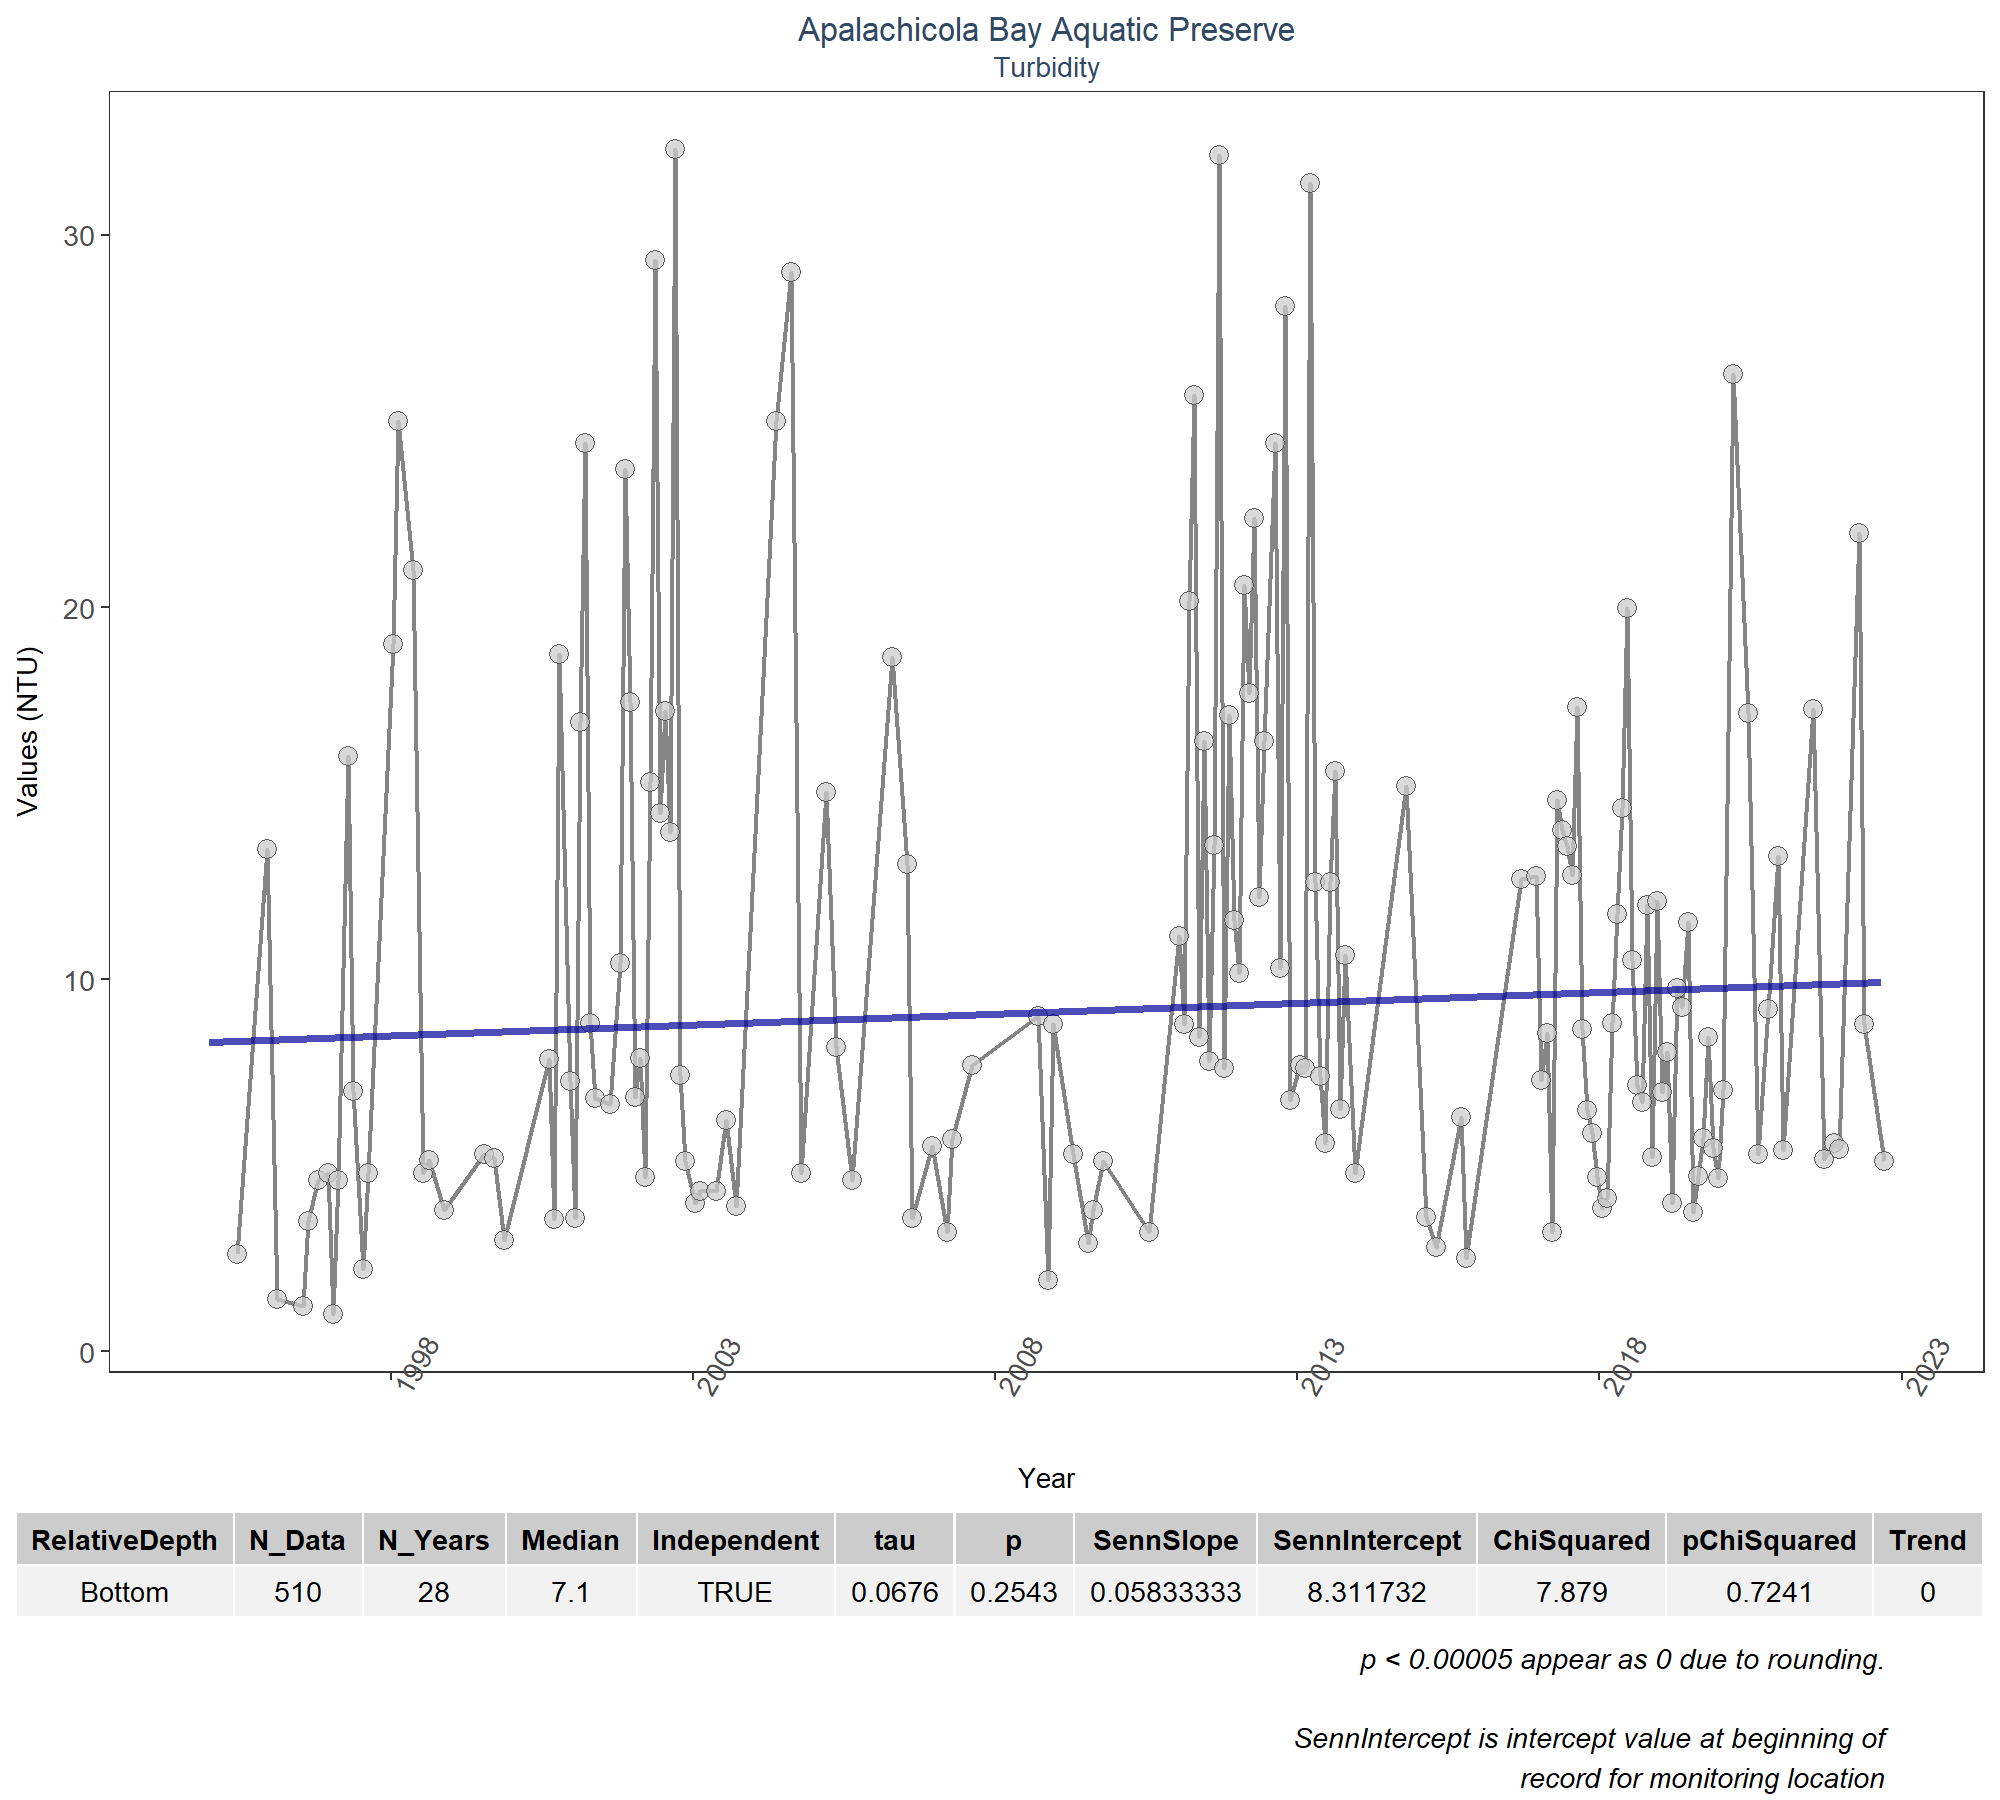 Apalachicola Bay Aquatic Preserve
Turbidity
Values (NTU)
30
20
10
0
1998 2003 2008 2013 2018 2023
Year
RelativeDepth N_Data N_Years Median Independent tau p SennSlope SennIntercept ChiSquared pChiSquared Trend
Bottom 510 28 7.1 TRUE 0.0676 0.2543 0.05833333 8.311732 7.879 0.7241 0
p < 0.00005 appear as 0 due to rounding.
SennIntercept is intercept value at beginning of
record for monitoring location